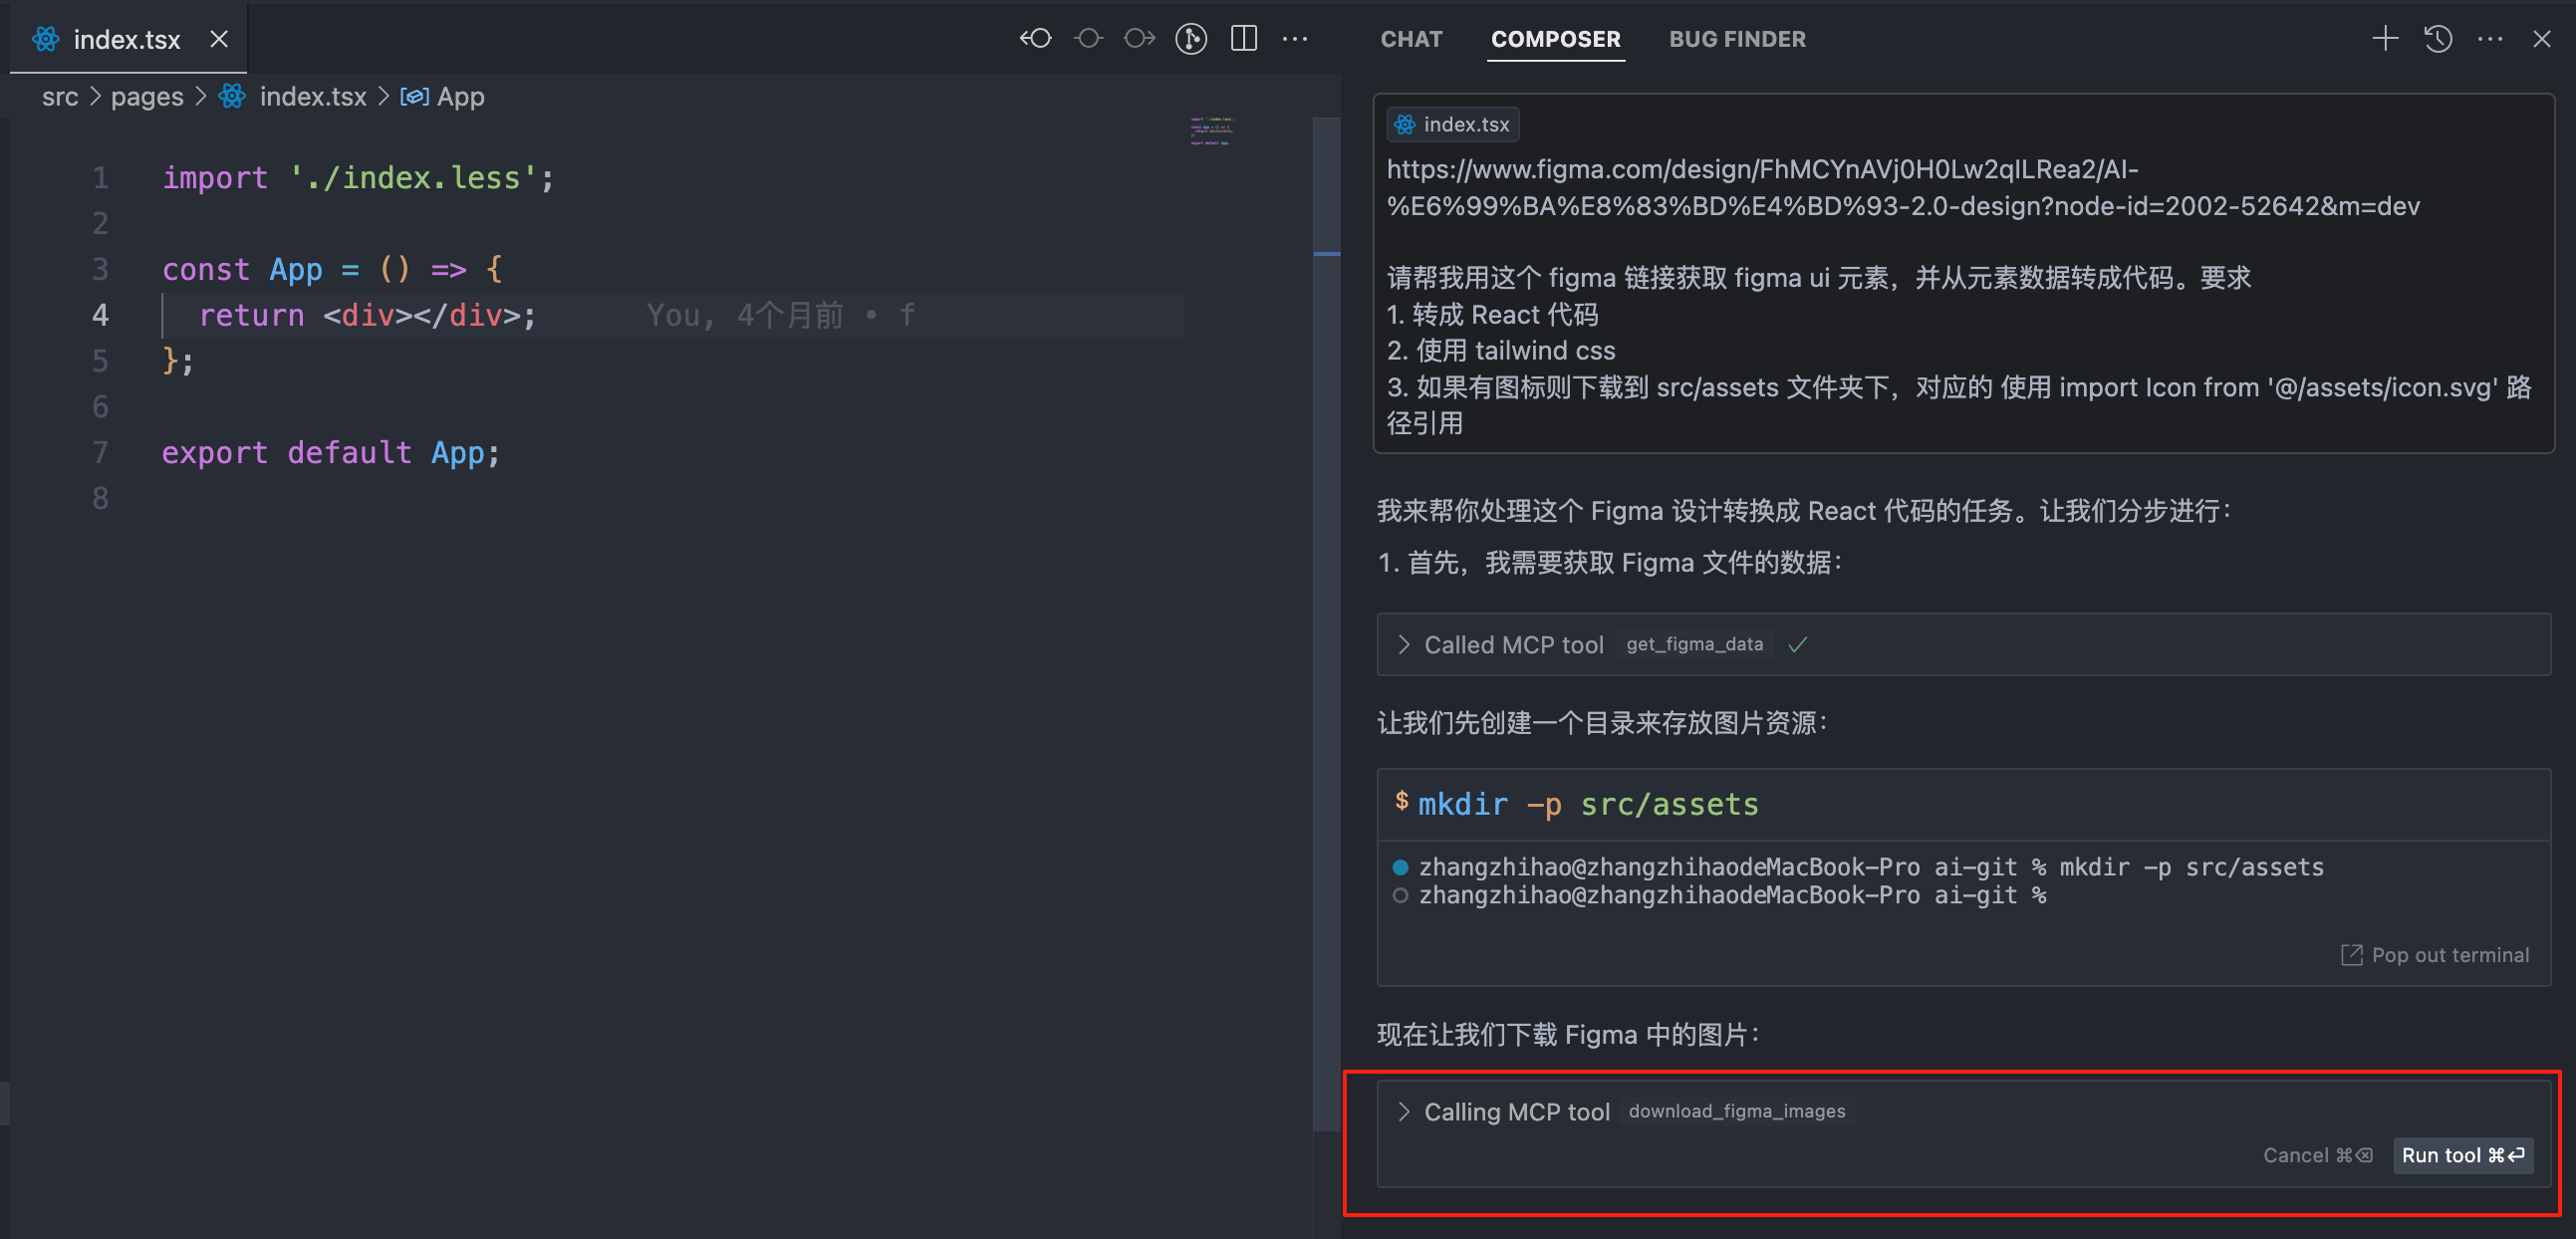 index.tsx
src > pages > index.tsx > App
1 import './index.less';
2
3 const App = () => {
4 return <div></div>; You, 4个月前 • f
5 };
6
7 export default App;
8
CHAT COMPOSER BUG FINDER
index.tsx
https://www.figma.com/design/FhMCYnAVj0H0Lw2qILRea2/AI-
%E6%99%BA%E8%83%BD%E4%BD%93-2.0-design?node-id=2002-52642&m=dev
请帮我用这个 figma 链接获取 figma ui 元素，并从元素数据转成代码。要求
1. 转成 React 代码
2. 使用 tailwind css
3. 如果有图标则下载到 src/assets 文件夹下，对应的 使用 import Icon from '@/assets/icon.svg' 路
径引用
我来帮你处理这个 Figma 设计转换成 React 代码的任务。让我们分步进行：
1. 首先，我需要获取 Figma 文件的数据：
Called MCP tool get_figma_data
让我们先创建一个目录来存放图片资源：
$ mkdir -p src/assets
zhangzhihao@zhangzhihaodeMacBook-Pro ai-git % mkdir -p src/assets
zhangzhihao@zhangzhihaodeMacBook-Pro ai-git %
Pop out terminal
现在让我们下载 Figma 中的图片：
Calling MCP tool download_figma_images
Cancel ⌘⌫ Run tool ⌘⏎